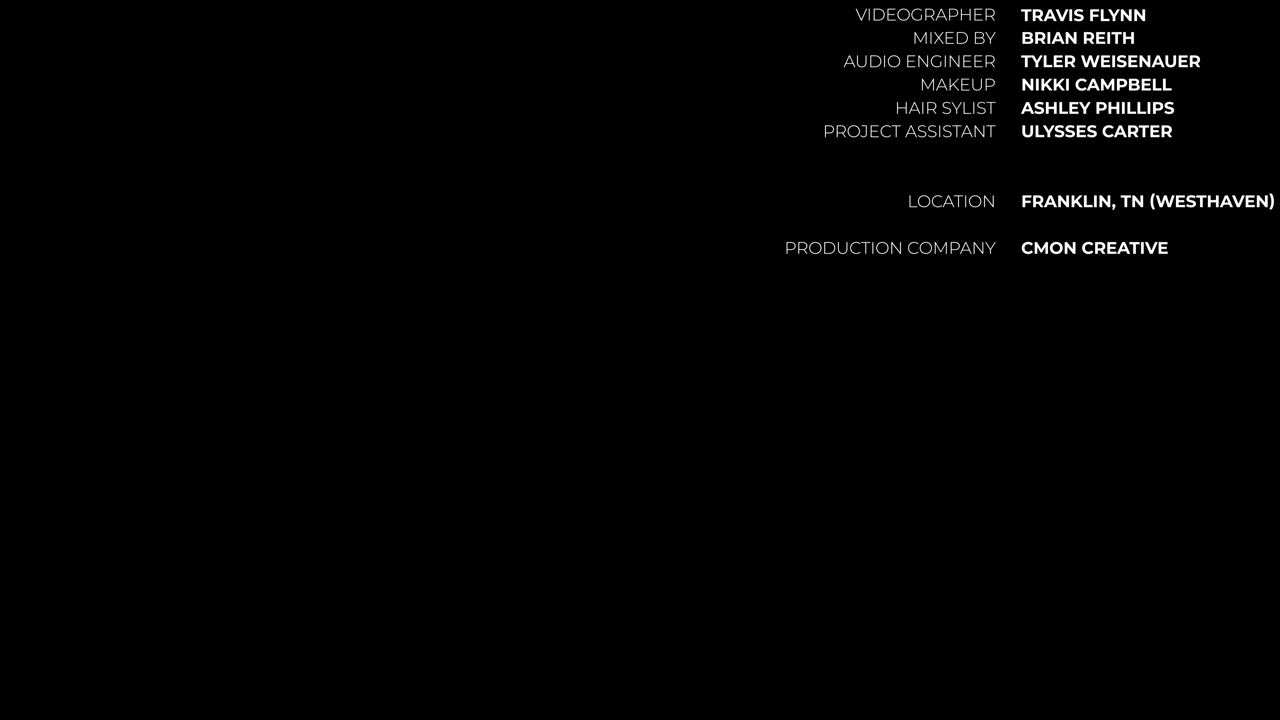 VIDEOGRAPHER TRAVIS FLYNN
MIXED BY BRIAN REITH
AUDIO ENGINEER TYLER WEISENAUER
MAKEUP NIKKI CAMPBELL
HAIR SYLIST ASHLEY PHILLIPS
PROJECT ASSISTANT ULYSSES CARTER
LOCATION FRANKLIN, TN (WESTHAVEN)
PRODUCTION COMPANY CMON CREATIVE